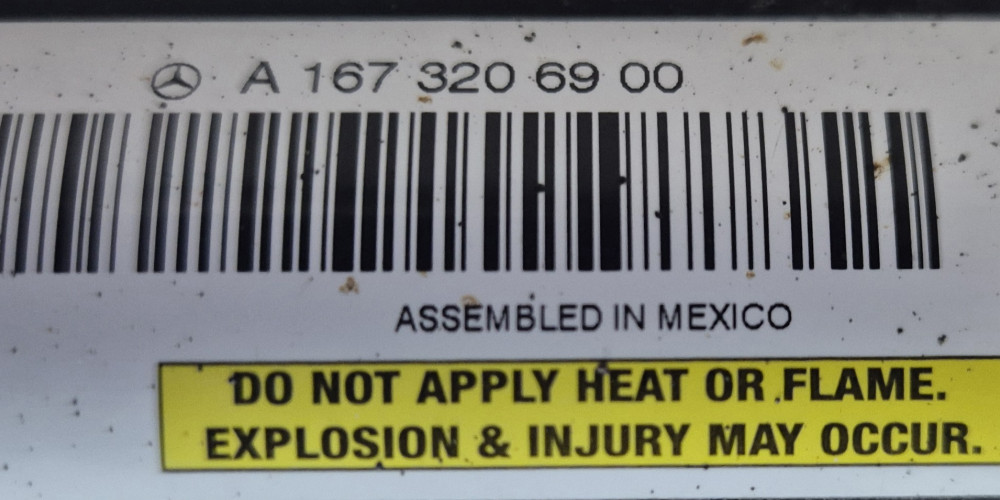 A 167 320 69 00
ASSEMBLED IN MEXICO
DO NOT APPLY HEAT OR FLAME.
EXPLOSION & INJURY MAY OCCUR.